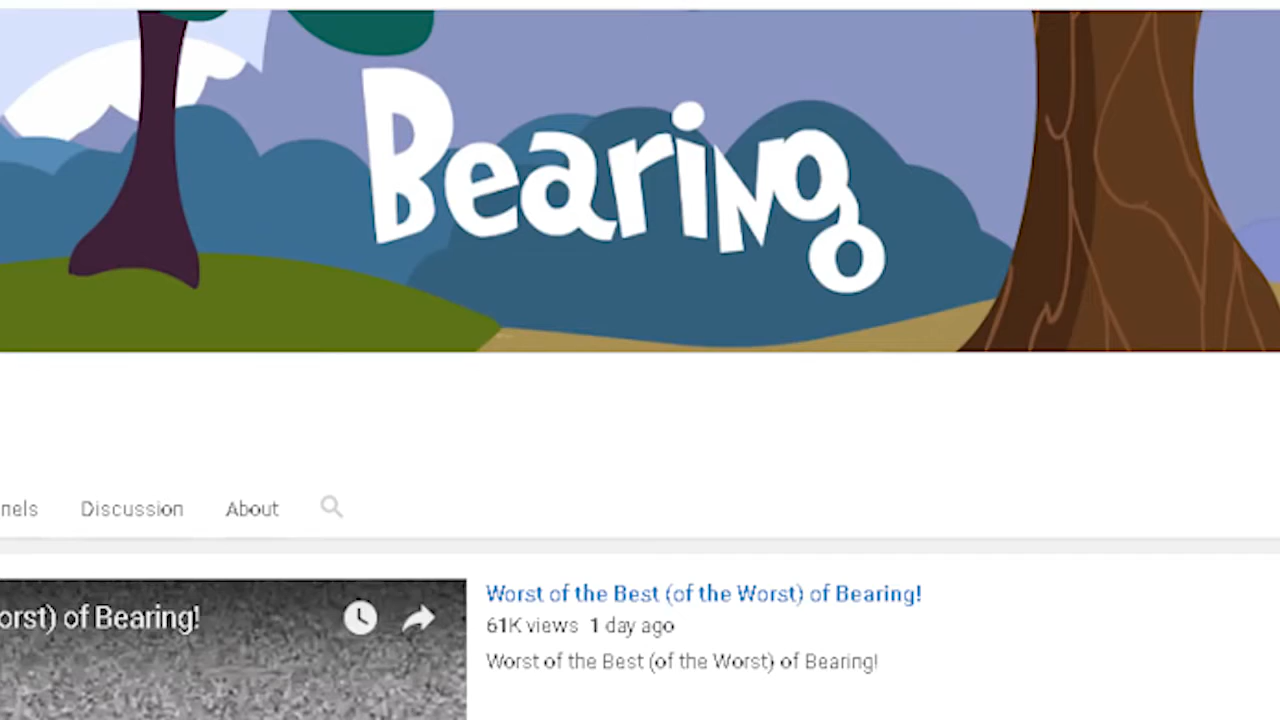 Bearing
nels Discussion About
orst) of Bearing!
Worst of the Best (of the Worst) of Bearing!
61K views 1 day ago
Worst of the Best (of the Worst) of Bearing!